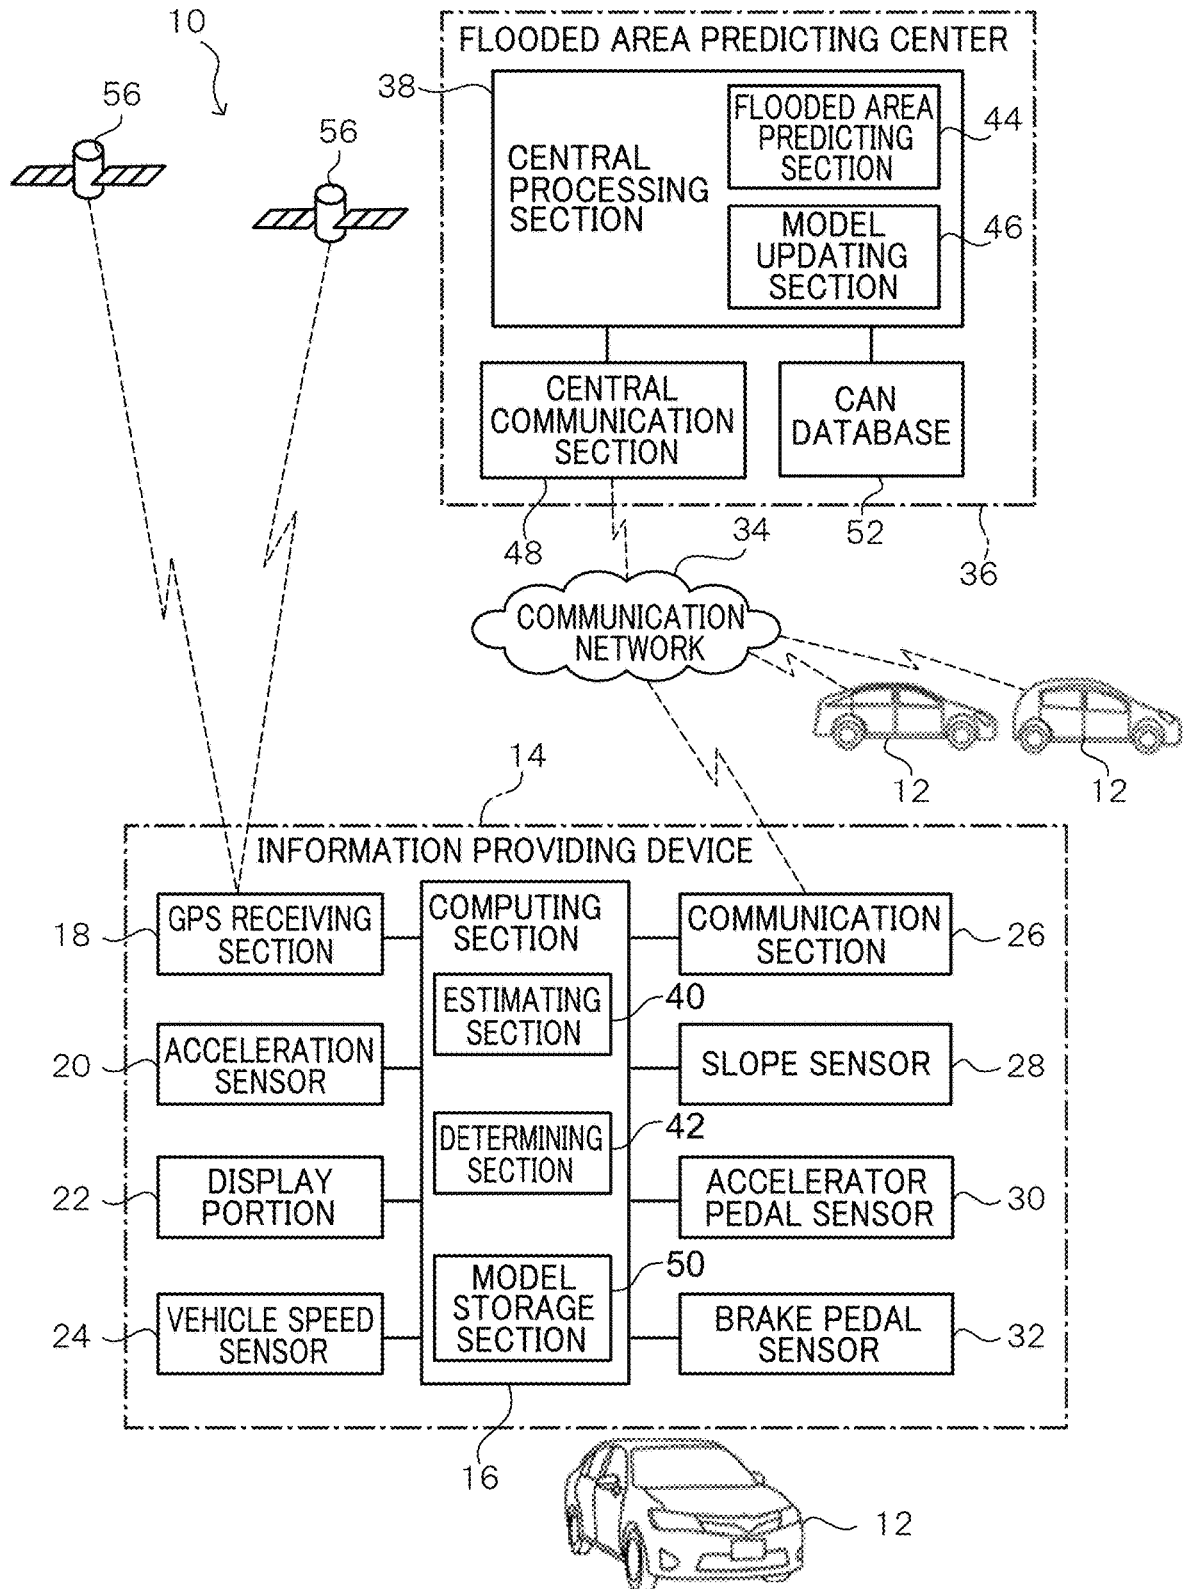 10
56
56
FLOODED AREA PREDICTING CENTER
38
CENTRAL
PROCESSING
SECTION
FLOODED AREA
PREDICTING
SECTION
44
MODEL
UPDATING
SECTION
46
CENTRAL
COMMUNICATION
SECTION
48
CAN
DATABASE
52
36
34
COMMUNICATION
NETWORK
12
12
14
INFORMATION PROVIDING DEVICE
18
GPS RECEIVING
SECTION
COMPUTING
SECTION
COMMUNICATION
SECTION
26
ESTIMATING
SECTION
40
20
ACCELERATION
SENSOR
SLOPE SENSOR
28
DETERMINING
SECTION
42
22
DISPLAY
PORTION
ACCELERATOR
PEDAL SENSOR
30
MODEL
STORAGE
SECTION
50
24
VEHICLE SPEED
SENSOR
BRAKE PEDAL
SENSOR
32
16
12